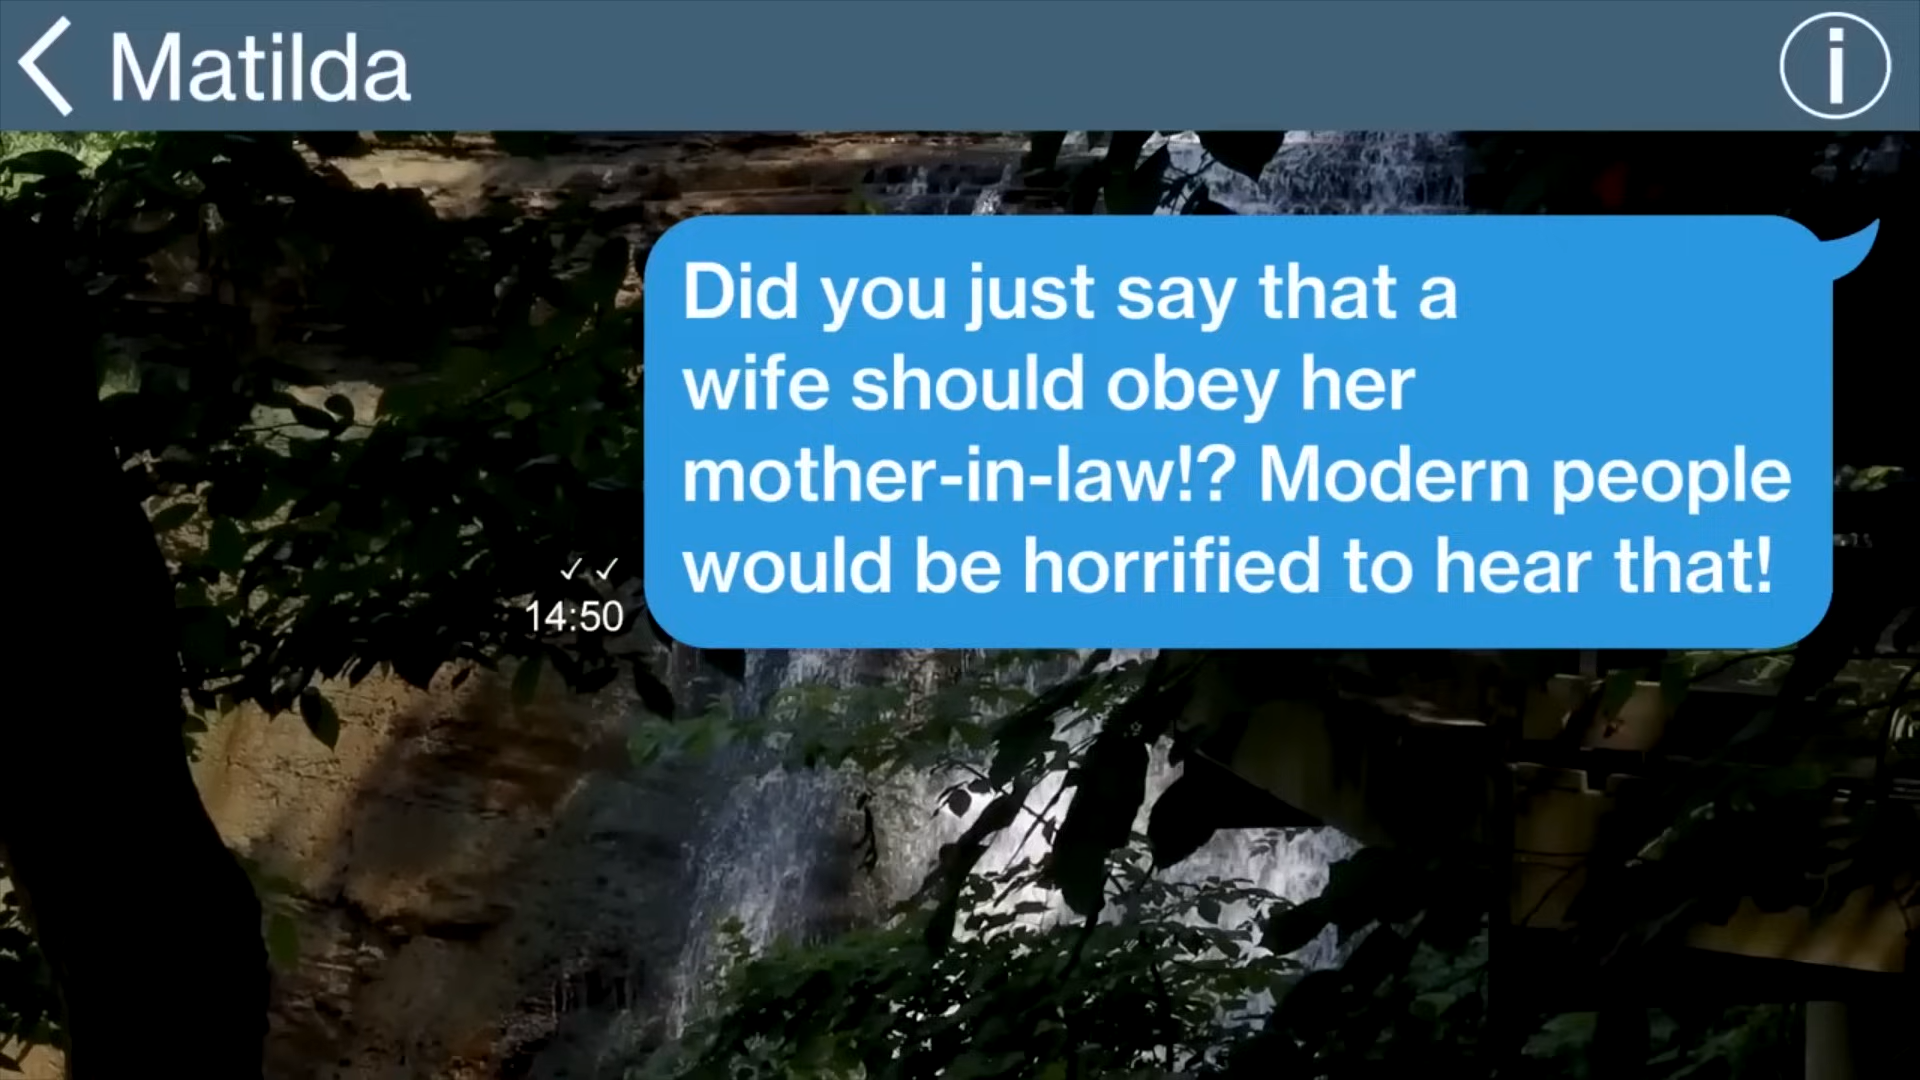 Matilda
Did you just say that a
wife should obey her
mother-in-law!? Modern people
would be horrified to hear that!
✓✓
14:50